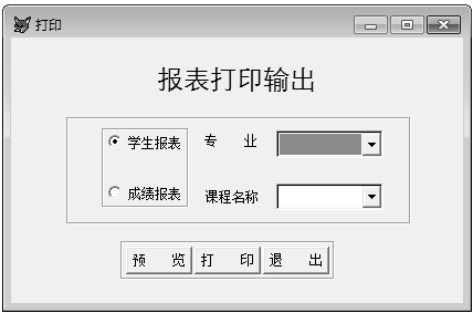 打印
报表打印输出
学生报表 专 业
成绩报表 课程名称
预 览 打 印 退 出